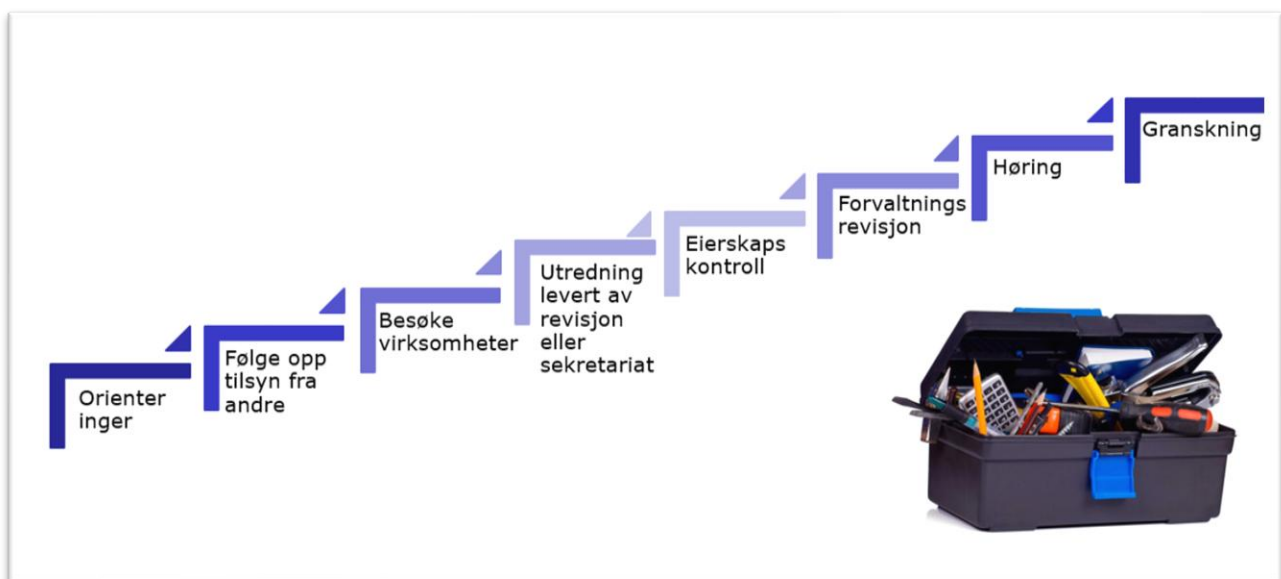 Orienter
inger
Følge opp
tilsyn fra
andre
Besøke
virksomheter
Utredning
levert av
revisjon
eller
sekretariat
Eierskaps
kontroll
Forvaltnings
revisjon
Høring
Granskning